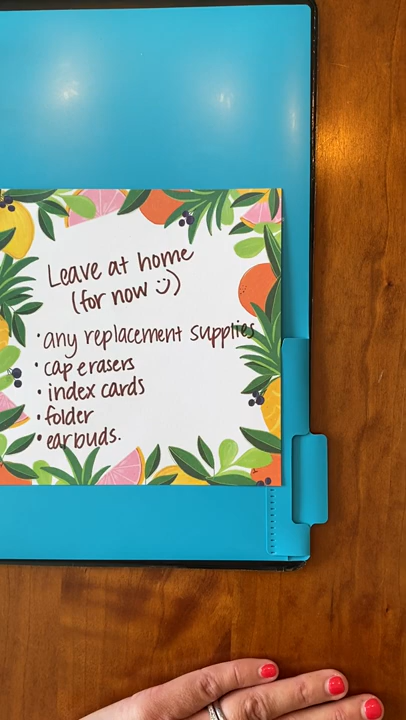 Leave at home
(for now :))
• any replacement supplies
• cap erasers
• index cards
• folder
• earbuds.